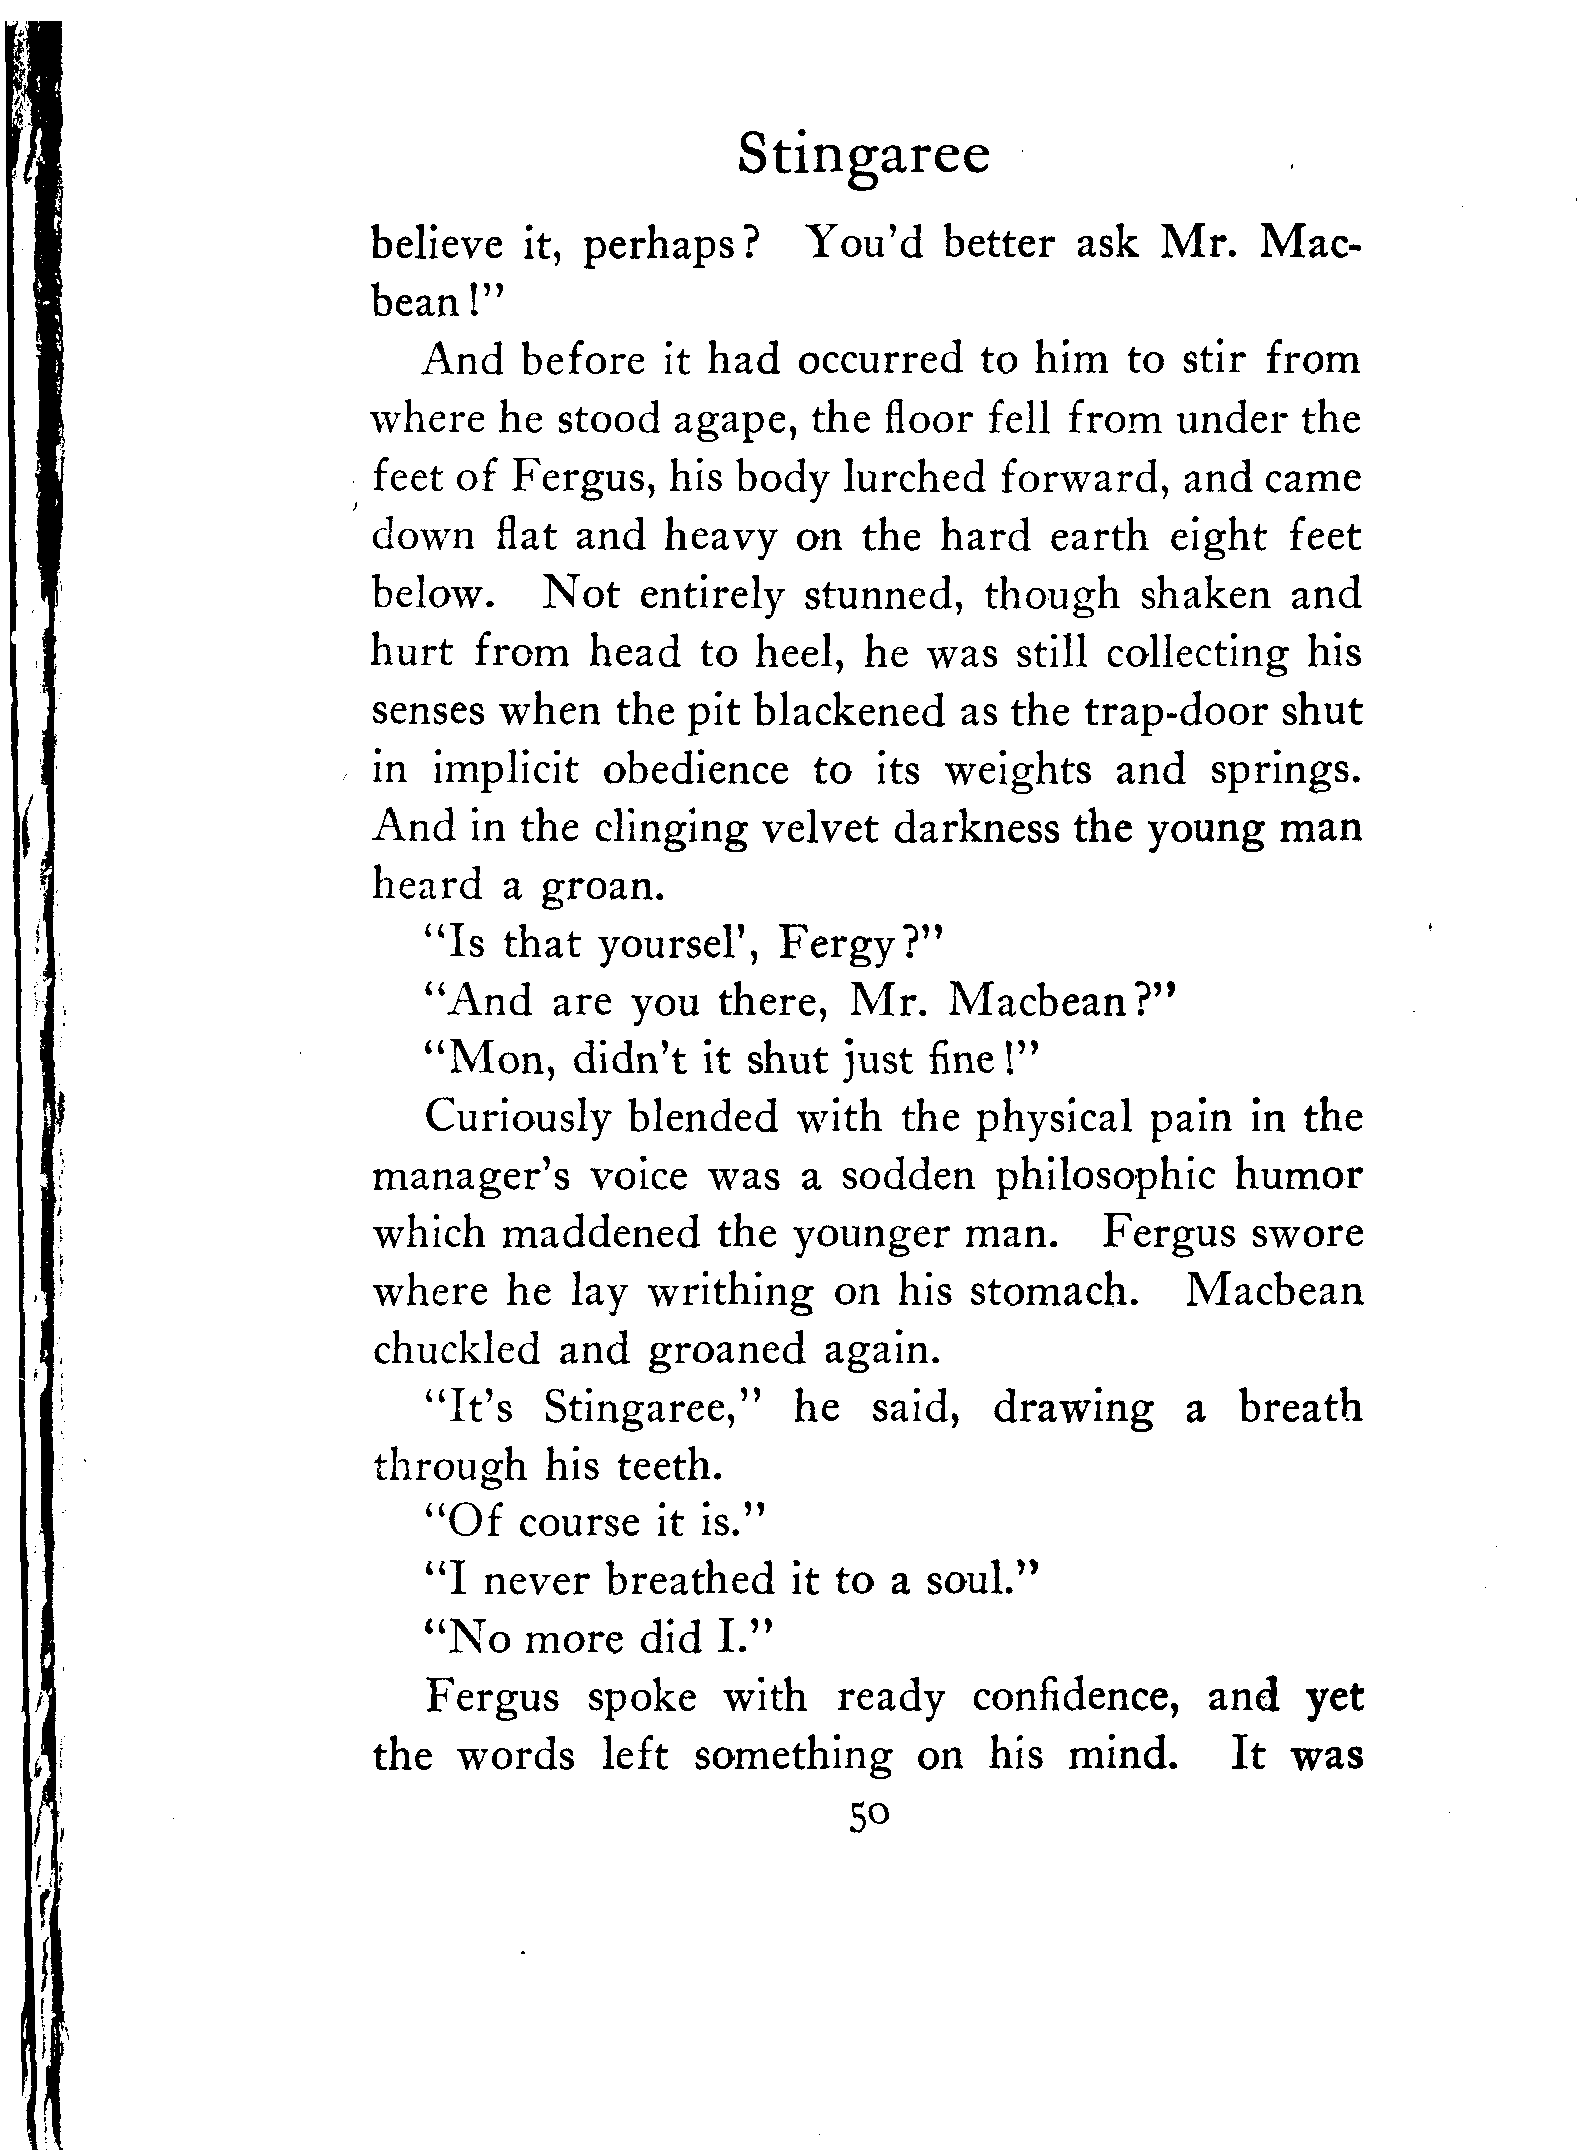 Stingaree
believe it, perhaps? You'd better ask Mr. Mac-
bean!"
And before it had occurred to him to stir from
where he stood agape, the floor fell from under the
feet of Fergus, his body lurched forward, and came
down flat and heavy on the hard earth eight feet
below. Not entirely stunned, though shaken and
hurt from head to heel, he was still collecting his
senses when the pit blackened as the trap-door shut
in implicit obedience to its weights and springs.
And in the clinging velvet darkness the young man
heard a groan.
"Is that yoursel', Fergy?"
"And are you there, Mr. Macbean?"
"Mon, didn't it shut just fine!"
Curiously blended with the physical pain in the
manager's voice was a sodden philosophic humor
which maddened the younger man. Fergus swore
where he lay writhing on his stomach. Macbean
chuckled and groaned again.
"It's Stingaree," he said, drawing a breath
through his teeth.
"Of course it is."
"I never breathed it to a soul."
"No more did I."
Fergus spoke with ready confidence, and yet
the words left something on his mind. It was
50